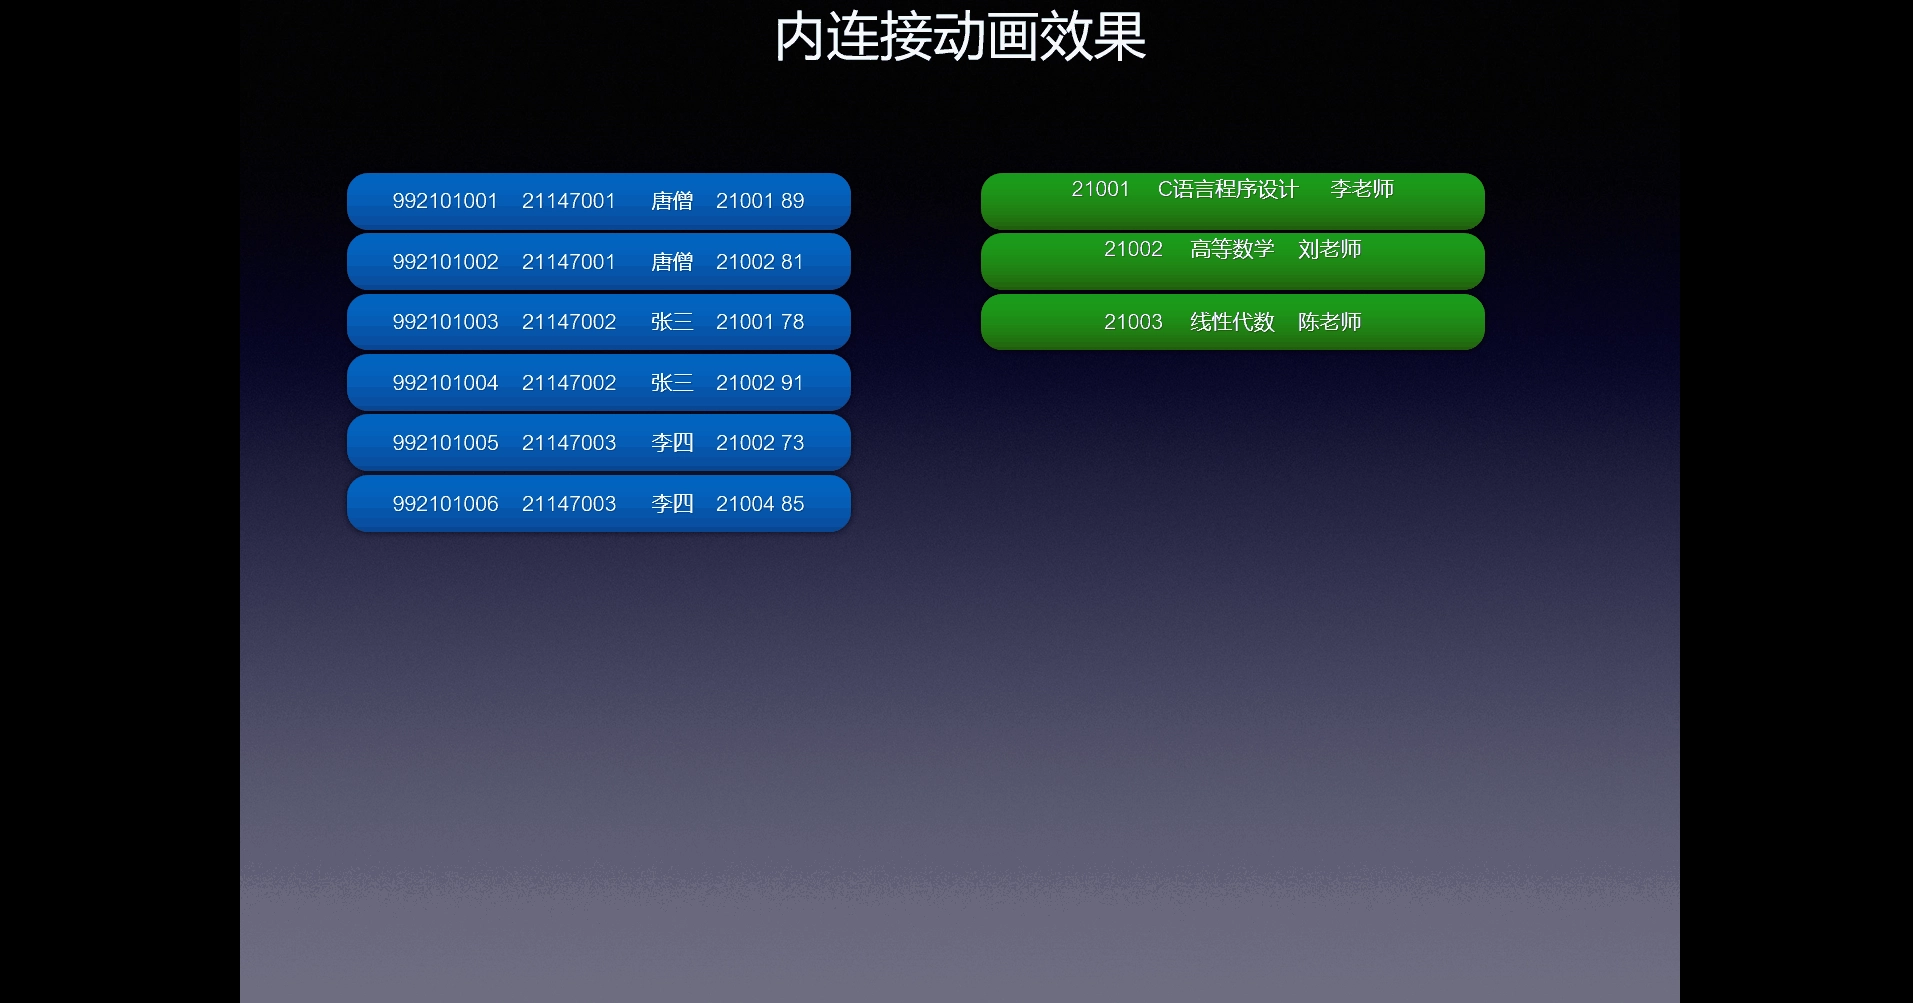 内连接动画效果
992101001 21147001 唐僧 21001 89
992101002 21147001 唐僧 21002 81
992101003 21147002 张三 21001 78
992101004 21147002 张三 21002 91
992101005 21147003 李四 21002 73
992101006 21147003 李四 21004 85
21001 C语言程序设计 李老师
21002 高等数学 刘老师
21003 线性代数 陈老师